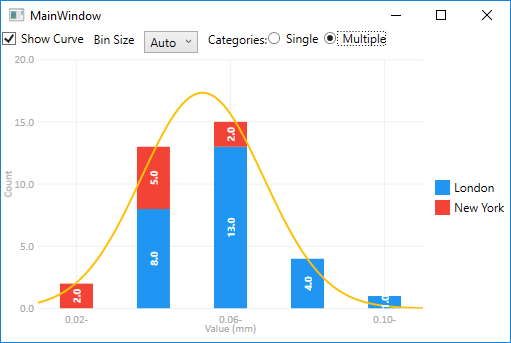 MainWindow
Show Curve Bin Size Auto Categories: Single Multiple
20.0
15.0
10.0
5.0
0.0
Count
2.0
5.0
8.0
2.0
13.0
4.0
1.0
0.02-
0.06-
0.10-
Value (mm)
London
New York